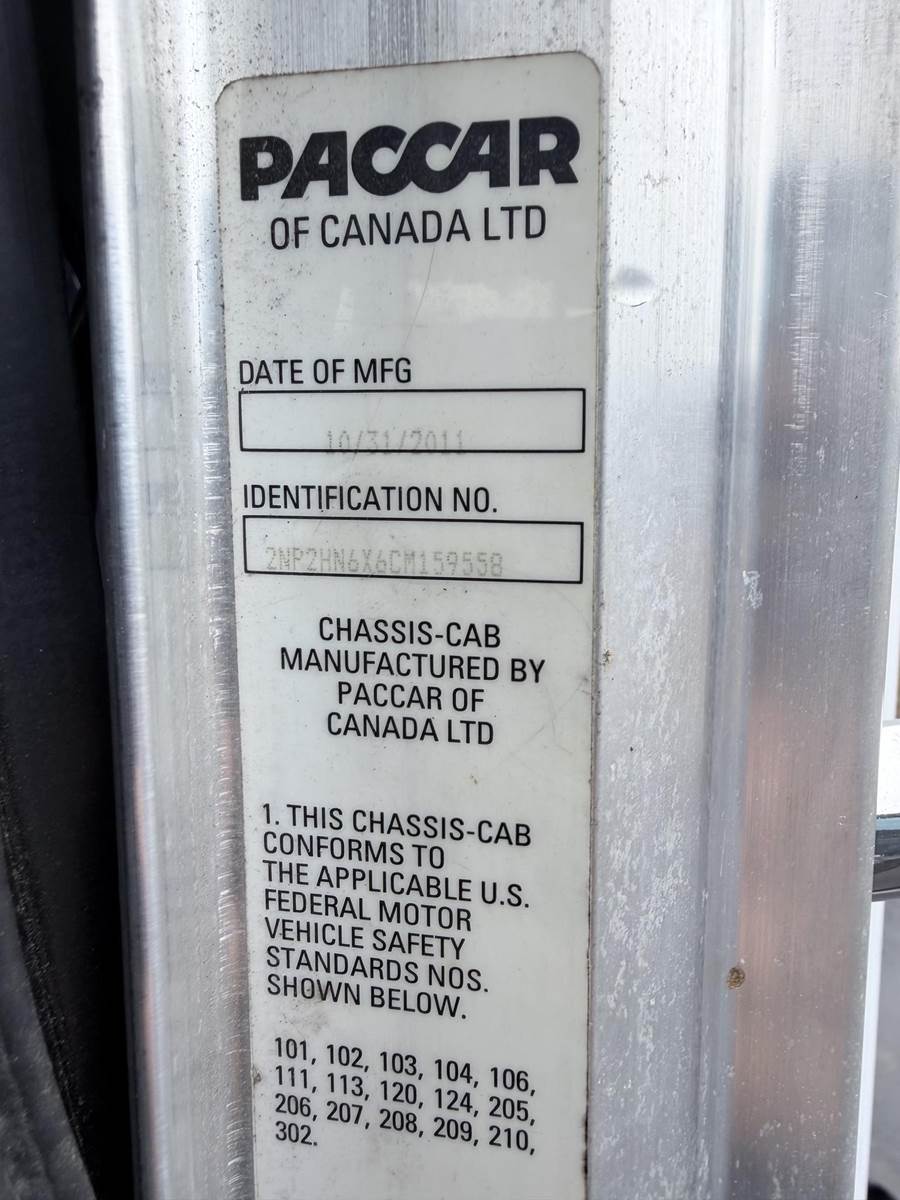 PACCAR
OF CANADA LTD
DATE OF MFG
10/31/2011
IDENTIFICATION NO.
2NP2HN6X6CM159558
CHASSIS-CAB
MANUFACTURED BY
PACCAR OF
CANADA LTD
1. THIS CHASSIS-CAB
CONFORMS TO
THE APPLICABLE U.S.
FEDERAL MOTOR
VEHICLE SAFETY
STANDARDS NOS.
SHOWN BELOW.
101, 102, 103, 104, 106,
111, 113, 120, 124, 205,
206, 207, 208, 209, 210,
302.